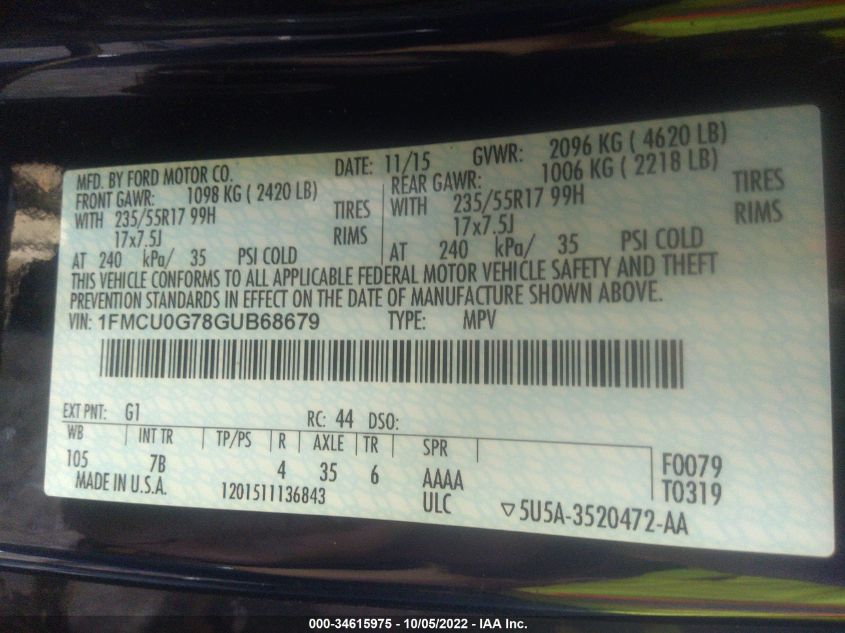 MFD. BY FORD MOTOR CO. DATE: 11/15 GVWR: 2096 KG ( 4620 LB)
FRONT GAWR: 1098 KG ( 2420 LB) REAR GAWR: 1006 KG ( 2218 LB)
WITH 235/55R17 99H TIRES WITH 235/55R17 99H TIRES
17x7.5J RIMS 17x7.5J RIMS
AT 240 kPa/ 35 PSI COLD AT 240 kPa/ 35 PSI COLD
THIS VEHICLE CONFORMS TO ALL APPLICABLE FEDERAL MOTOR VEHICLE SAFETY AND THEFT
PREVENTION STANDARDS IN EFFECT ON THE DATE OF MANUFACTURE SHOWN ABOVE.
VIN: 1FMCU0G78GUB68679 TYPE: MPV
EXT PNT: G1 RC: 44 DSO:
WB INT TR TP/PS R AXLE TR SPR
105 7B 4 35 6 AAAA F0079
MADE IN U.S.A. 1201511136843 ULC T0319
▽5U5A-3520472-AA
000-34615975 - 10/05/2022 - IAA Inc.